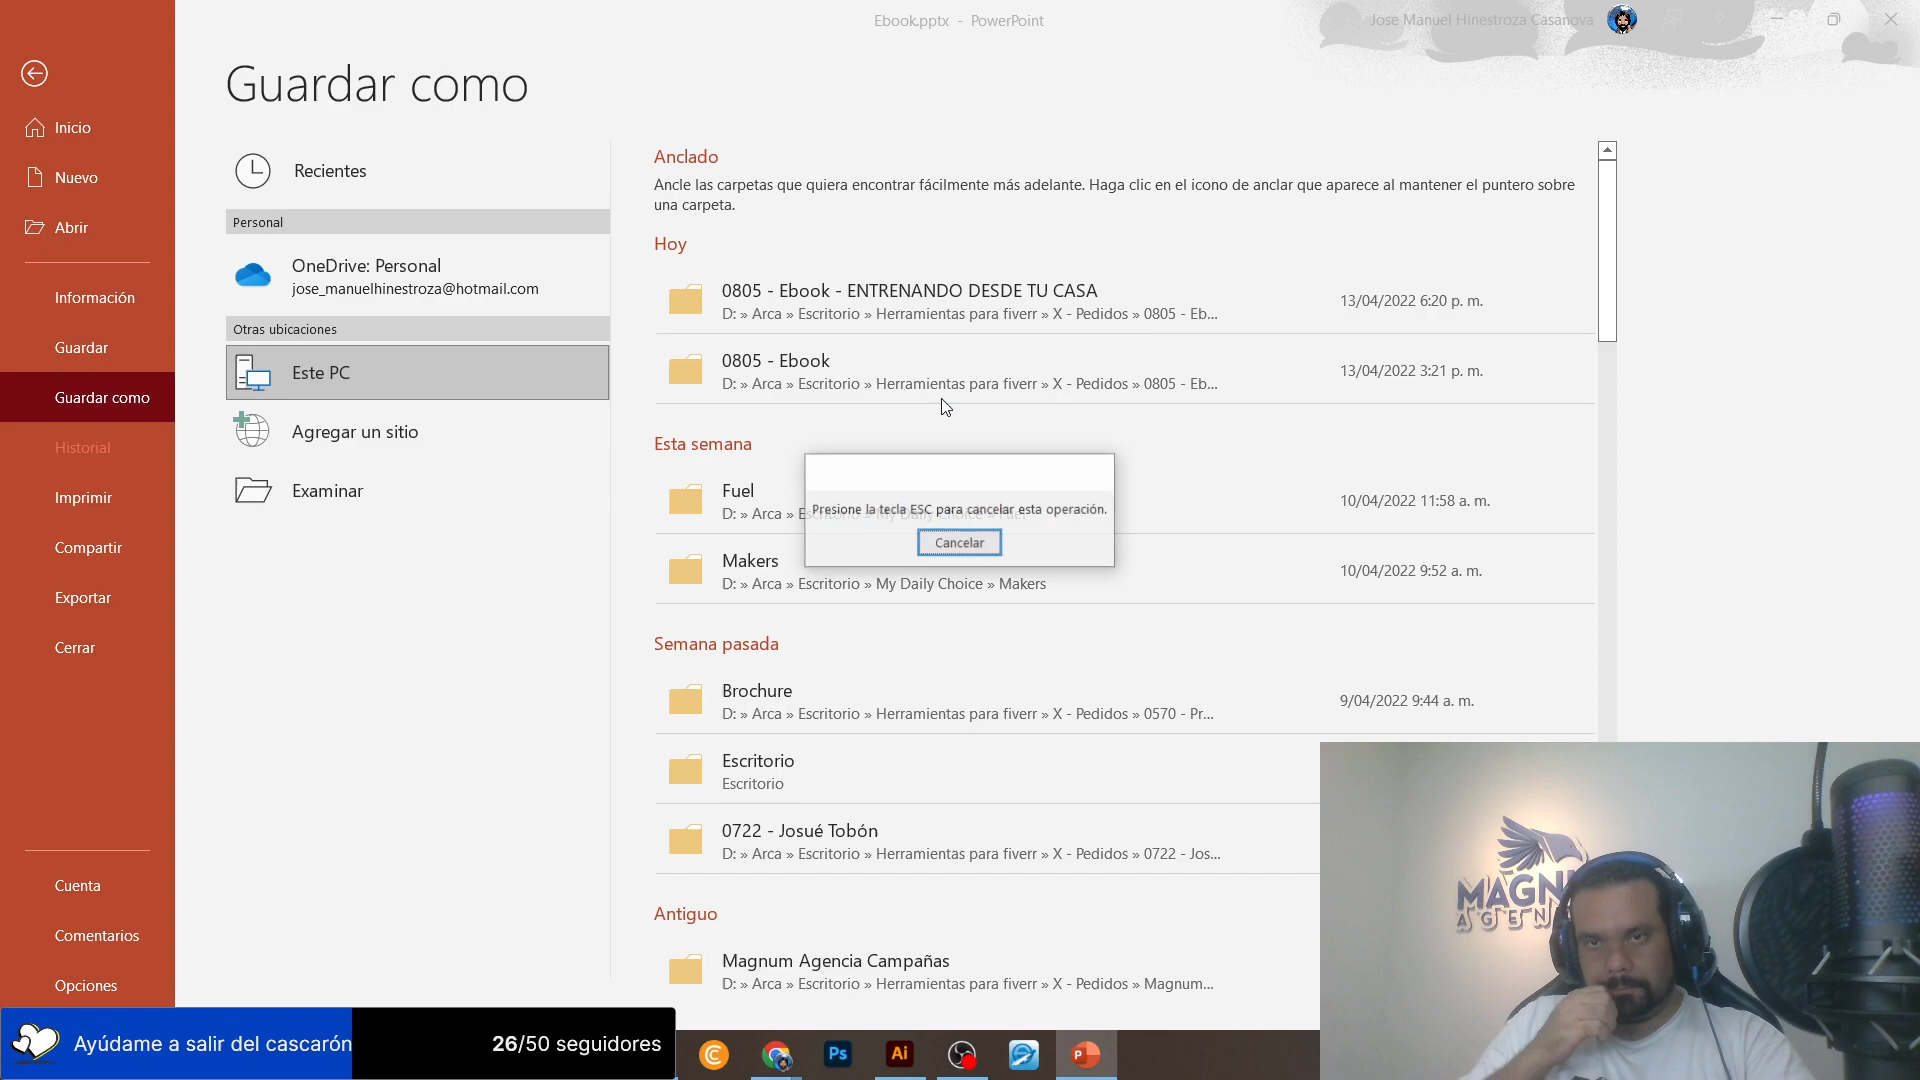 Ebook.pptx - PowerPoint
Jose Manuel Hinestroza Casanova
Guardar como
Inicio
Nuevo
Abrir
Información
Guardar
Guardar como
Historial
Imprimir
Compartir
Exportar
Cerrar
Cuenta
Comentarios
Opciones
Recientes
Personal
OneDrive: Personal
jose_manuelhinestroza@hotmail.com
Otras ubicaciones
Este PC
Agregar un sitio
Examinar
Anclado
Ancle las carpetas que quiera encontrar fácilmente más adelante. Haga clic en el icono de anclar que aparece al mantener el puntero sobre
una carpeta.
Hoy
0805 - Ebook - ENTRENANDO DESDE TU CASA
13/04/2022 6:20 p. m.
D: » Arca » Escritorio » Herramientas para fiverr » X - Pedidos » 0805 - Eb...
0805 - Ebook
13/04/2022 3:21 p. m.
D: » Arca » Escritorio » Herramientas para fiverr » X - Pedidos » 0805 - Eb...
Esta semana
Fuel
10/04/2022 11:58 a. m.
D: » Arca » Escritorio » My Daily Choice » Fuel
Presione la tecla ESC para cancelar esta operación.
Cancelar
Makers
10/04/2022 9:52 a. m.
D: » Arca » Escritorio » My Daily Choice » Makers
Semana pasada
Brochure
9/04/2022 9:44 a. m.
D: » Arca » Escritorio » Herramientas para fiverr » X - Pedidos » 0570 - Pr...
Escritorio
Escritorio
0722 - Josué Tobón
D: » Arca » Escritorio » Herramientas para fiverr » X - Pedidos » 0722 - Jos...
Antiguo
Magnum Agencia Campañas
D: » Arca » Escritorio » Herramientas para fiverr » X - Pedidos » Magnum...
Ayúdame a salir del cascarón
26/50 seguidores
Ps
Ai
P
MAGN
AGEN